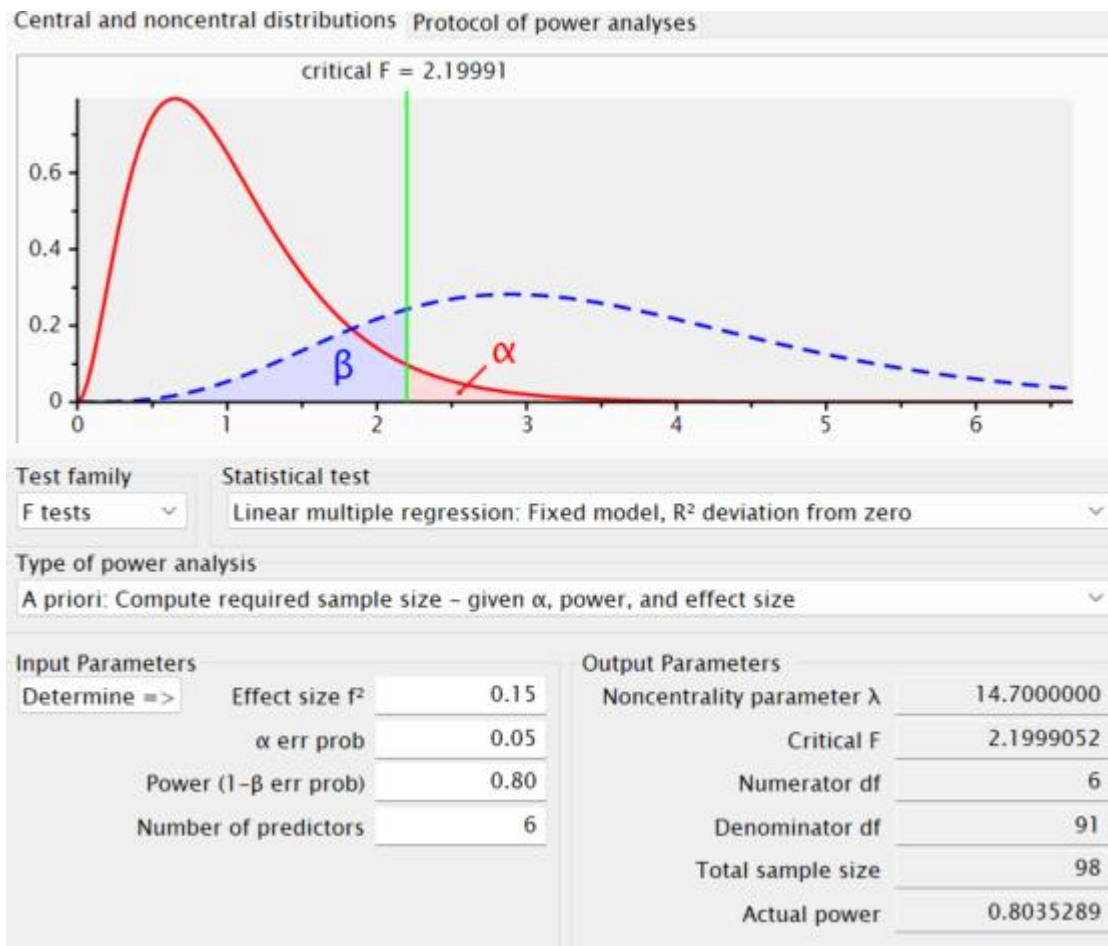 Central and noncentral distributions Protocol of power analyses
critical F = 2.19991
0.6
0.4
0.2
0
β
α
0 1 2 3 4 5 6
Test family Statistical test
F tests Linear multiple regression: Fixed model, R² deviation from zero
Type of power analysis
A priori: Compute required sample size – given α, power, and effect size
Input Parameters Output Parameters
Determine => Effect size f² 0.15 Noncentrality parameter λ 14.7000000
α err prob 0.05 Critical F 2.1999052
Power (1-β err prob) 0.80 Numerator df 6
Number of predictors 6 Denominator df 91
Total sample size 98
Actual power 0.8035289